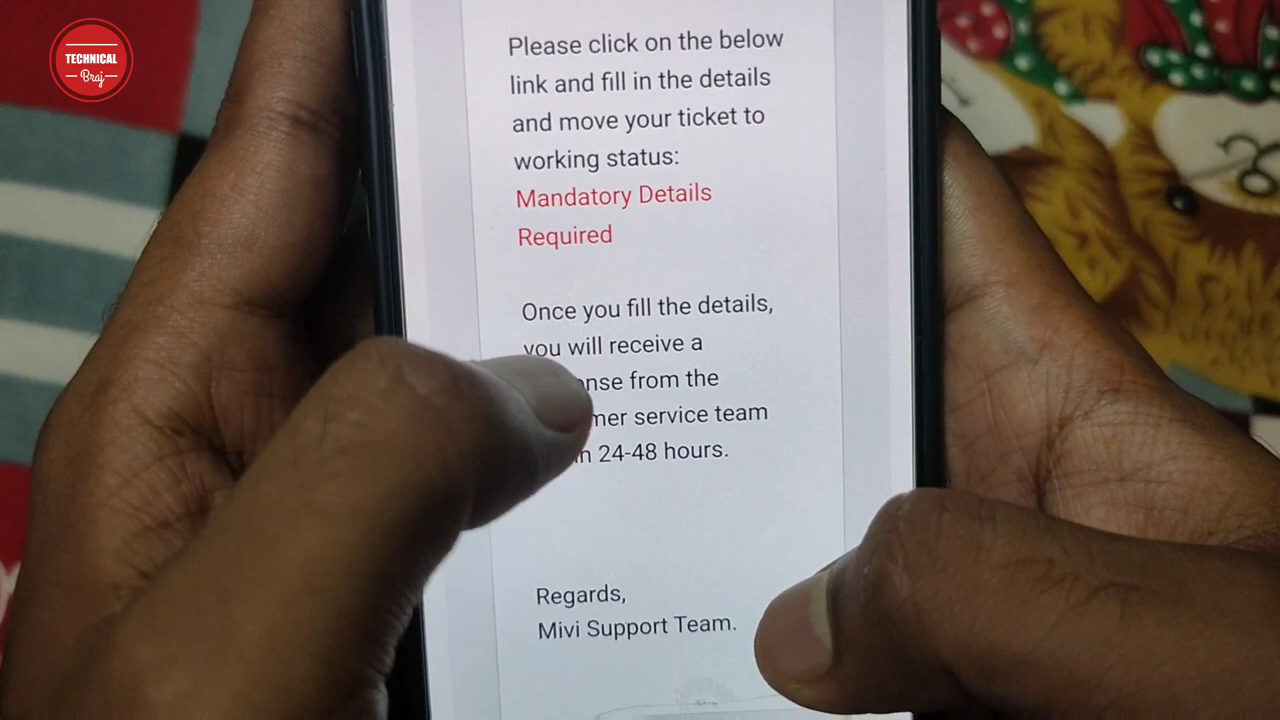 TECHNICAL
Braj
Please click on the below
link and fill in the details
and move your ticket to
working status:
Mandatory Details
Required
Once you fill the details,
you will receive a
from the
service team
24-48 hours.
Regards,
Mivi Support Team.